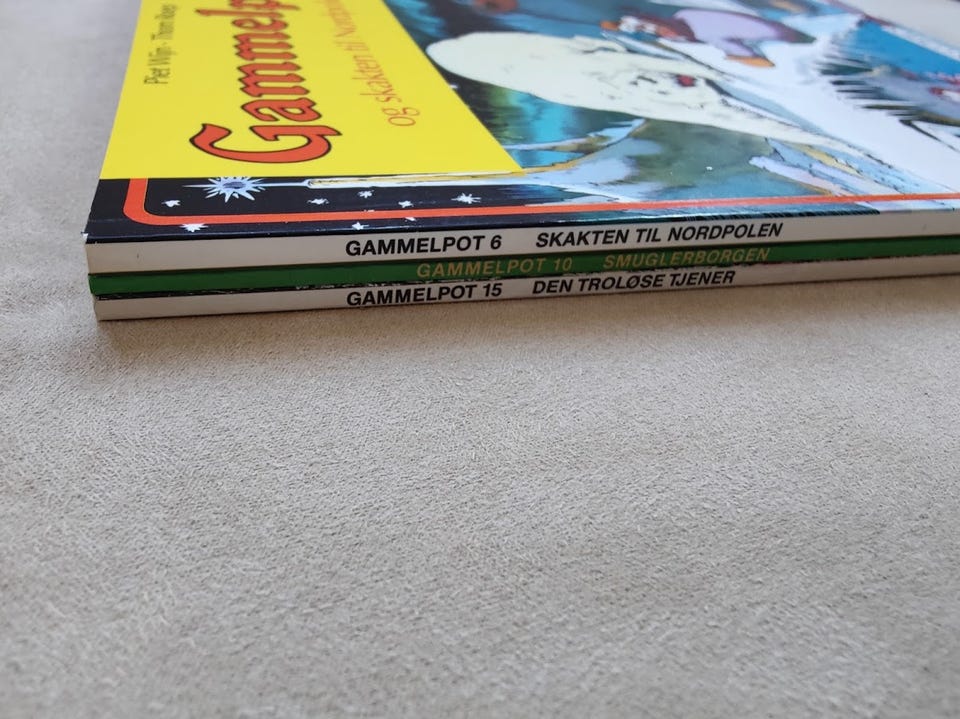 Piet Wijn - Thom Roep
Gammelp
og skakten til Nordpolen
GAMMELPOT 6 SKAKTEN TIL NORDPOLEN
GAMMELPOT 10 SMUGLERBORGEN
GAMMELPOT 15 DEN TROLØSE TJENER